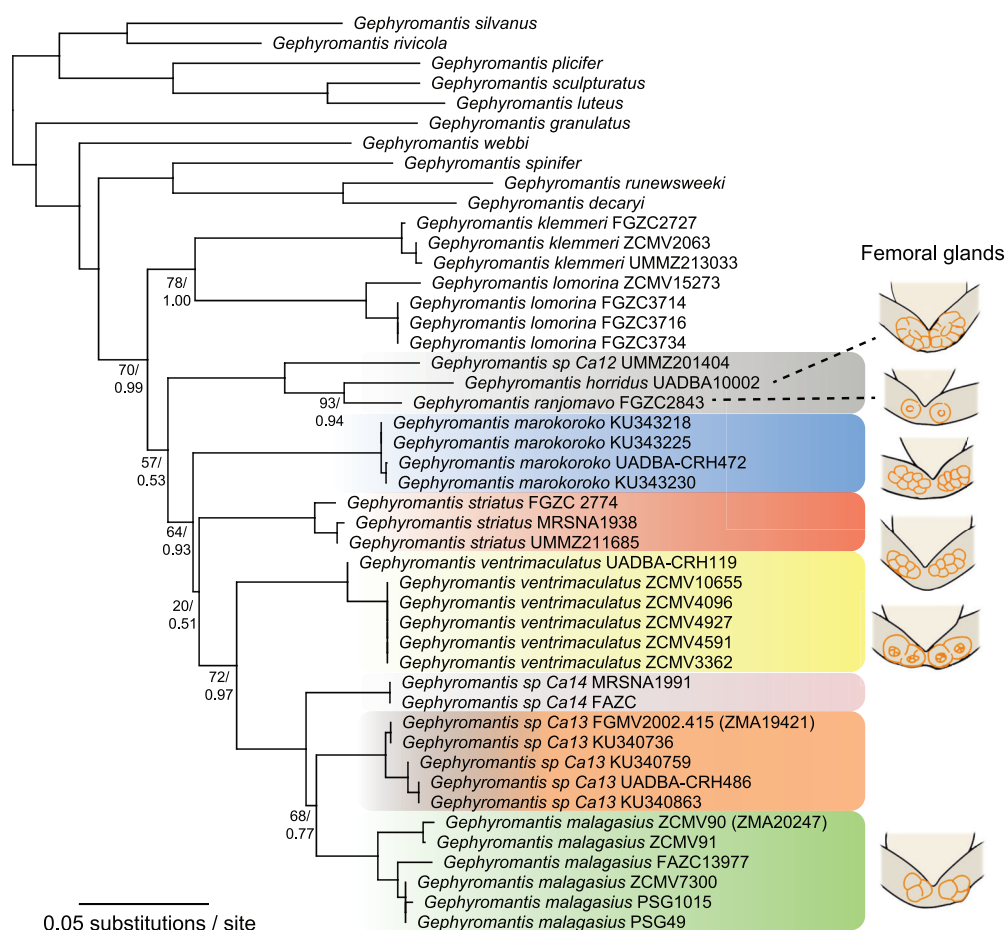 Gephyromantis silvanus
Gephyromantis rivicola
Gephyromantis plicifer
Gephyromantis sculpturatus
Gephyromantis luteus
Gephyromantis granulatus
Gephyromantis webbi
Gephyromantis spinifer
Gephyromantis runewsweeki
Gephyromantis decaryi
Gephyromantis klemmeri FGZC2727
Gephyromantis klemmeri ZCMV2063
Gephyromantis klemmeri UMMZ213033
Gephyromantis lomorina ZCMV15273
Gephyromantis lomorina FGZC3714
Gephyromantis lomorina FGZC3716
Gephyromantis lomorina FGZC3734
Gephyromantis sp Ca12 UMMZ201404
Gephyromantis horridus UADBA10002
Gephyromantis ranjomavo FGZC2843
Gephyromantis marokoroko KU343218
Gephyromantis marokoroko KU343225
Gephyromantis marokoroko UADBA-CRH472
Gephyromantis marokoroko KU343230
Gephyromantis striatus FGZC 2774
Gephyromantis striatus MRSNA1938
Gephyromantis striatus UMMZ211685
Gephyromantis ventrimaculatus UADBA-CRH119
Gephyromantis ventrimaculatus ZCMV10655
Gephyromantis ventrimaculatus ZCMV4096
Gephyromantis ventrimaculatus ZCMV4927
Gephyromantis ventrimaculatus ZCMV4591
Gephyromantis ventrimaculatus ZCMV3362
Gephyromantis sp Ca14 MRSNA1991
Gephyromantis sp Ca14 FAZC
Gephyromantis sp Ca13 FGMV2002.415 (ZMA19421)
Gephyromantis sp Ca13 KU340736
Gephyromantis sp Ca13 KU340759
Gephyromantis sp Ca13 UADBA-CRH486
Gephyromantis sp Ca13 KU340863
Gephyromantis malagasius ZCMV90 (ZMA20247)
Gephyromantis malagasius ZCMV91
Gephyromantis malagasius FAZC13977
Gephyromantis malagasius ZCMV7300
Gephyromantis malagasius PSG1015
Gephyromantis malagasius PSG49
78/
1.00
70/
0.99
93/
0.94
57/
0.53
64/
0.93
20/
0.51
72/
0.97
68/
0.77
0.05 substitutions / site
Femoral glands